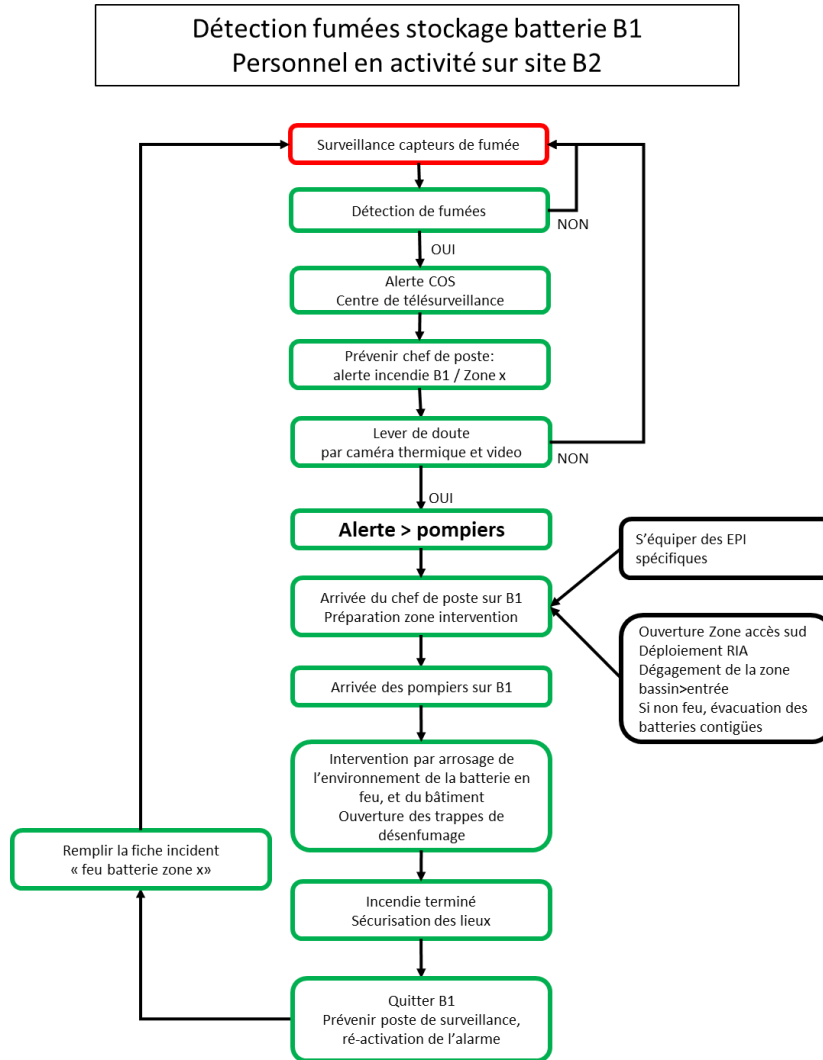 Détection fumées stockage batterie B1
Personnel en activité sur site B2
Surveillance capteurs de fumée
Détection de fumées
NON
OUI
Alerte COS
Centre de télésurveillance
Prévenir chef de poste:
alerte incendie B1 / Zone x
Lever de doute
par caméra thermique et video
NON
OUI
Alerte > pompiers
S’équiper des EPI
spécifiques
Arrivée du chef de poste sur B1
Préparation zone intervention
Ouverture Zone accès sud
Déploiement RIA
Dégagement de la zone
bassin>entrée
Si non feu, évacuation des
batteries contigües
Arrivée des pompiers sur B1
Intervention par arrosage de
l’environnement de la batterie en
feu, et du bâtiment
Ouverture des trappes de
désenfumage
Remplir la fiche incident
« feu batterie zone x»
Incendie terminé
Sécurisation des lieux
Quitter B1
Prévenir poste de surveillance,
ré-activation de l’alarme